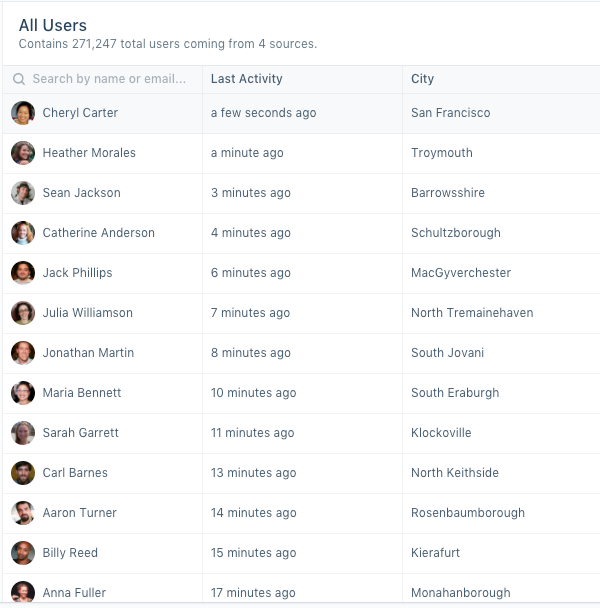 All Users
Contains 271,247 total users coming from 4 sources.
Search by name or email... Last Activity City
Cheryl Carter a few seconds ago San Francisco
Heather Morales a minute ago Troymouth
Sean Jackson 3 minutes ago Barrowsshire
Catherine Anderson 4 minutes ago Schultzborough
Jack Phillips 6 minutes ago MacGyverchester
Julia Williamson 7 minutes ago North Tremainehaven
Jonathan Martin 8 minutes ago South Jovani
Maria Bennett 10 minutes ago South Eraburgh
Sarah Garrett 11 minutes ago Klockoville
Carl Barnes 13 minutes ago North Keithside
Aaron Turner 14 minutes ago Rosenbaumborough
Billy Reed 15 minutes ago Kierafurt
Anna Fuller 17 minutes ago Monahanborough